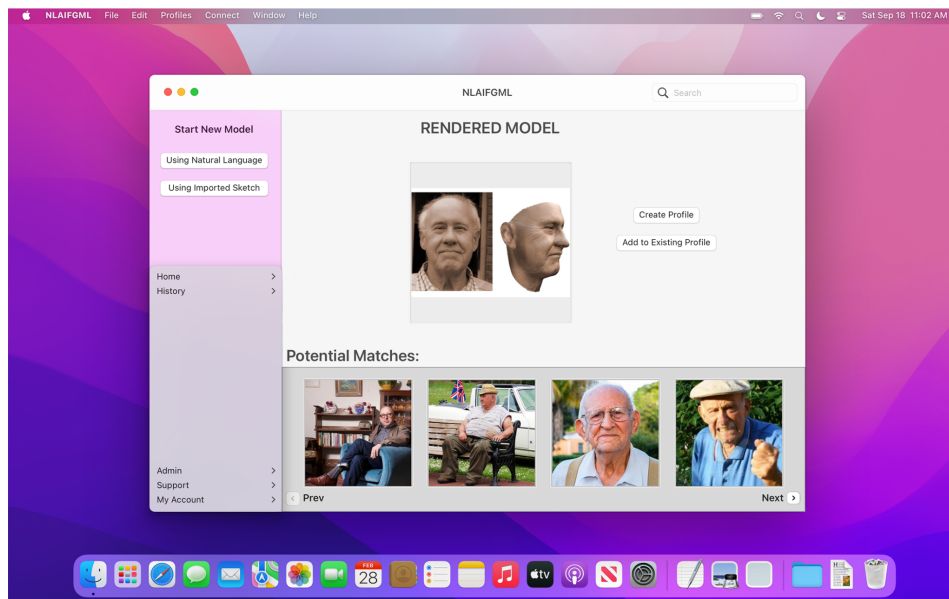 NLAIFGML File Edit Profiles Connect Window Help Sat Sep 18 11:02 AM
NLAIFGML
Search
Start New Model
Using Natural Language
Using Imported Sketch
RENDERED MODEL
Create Profile
Add to Existing Profile
Home
History
Potential Matches:
Admin
Support
My Account
Prev
Next
FEB
28
tv